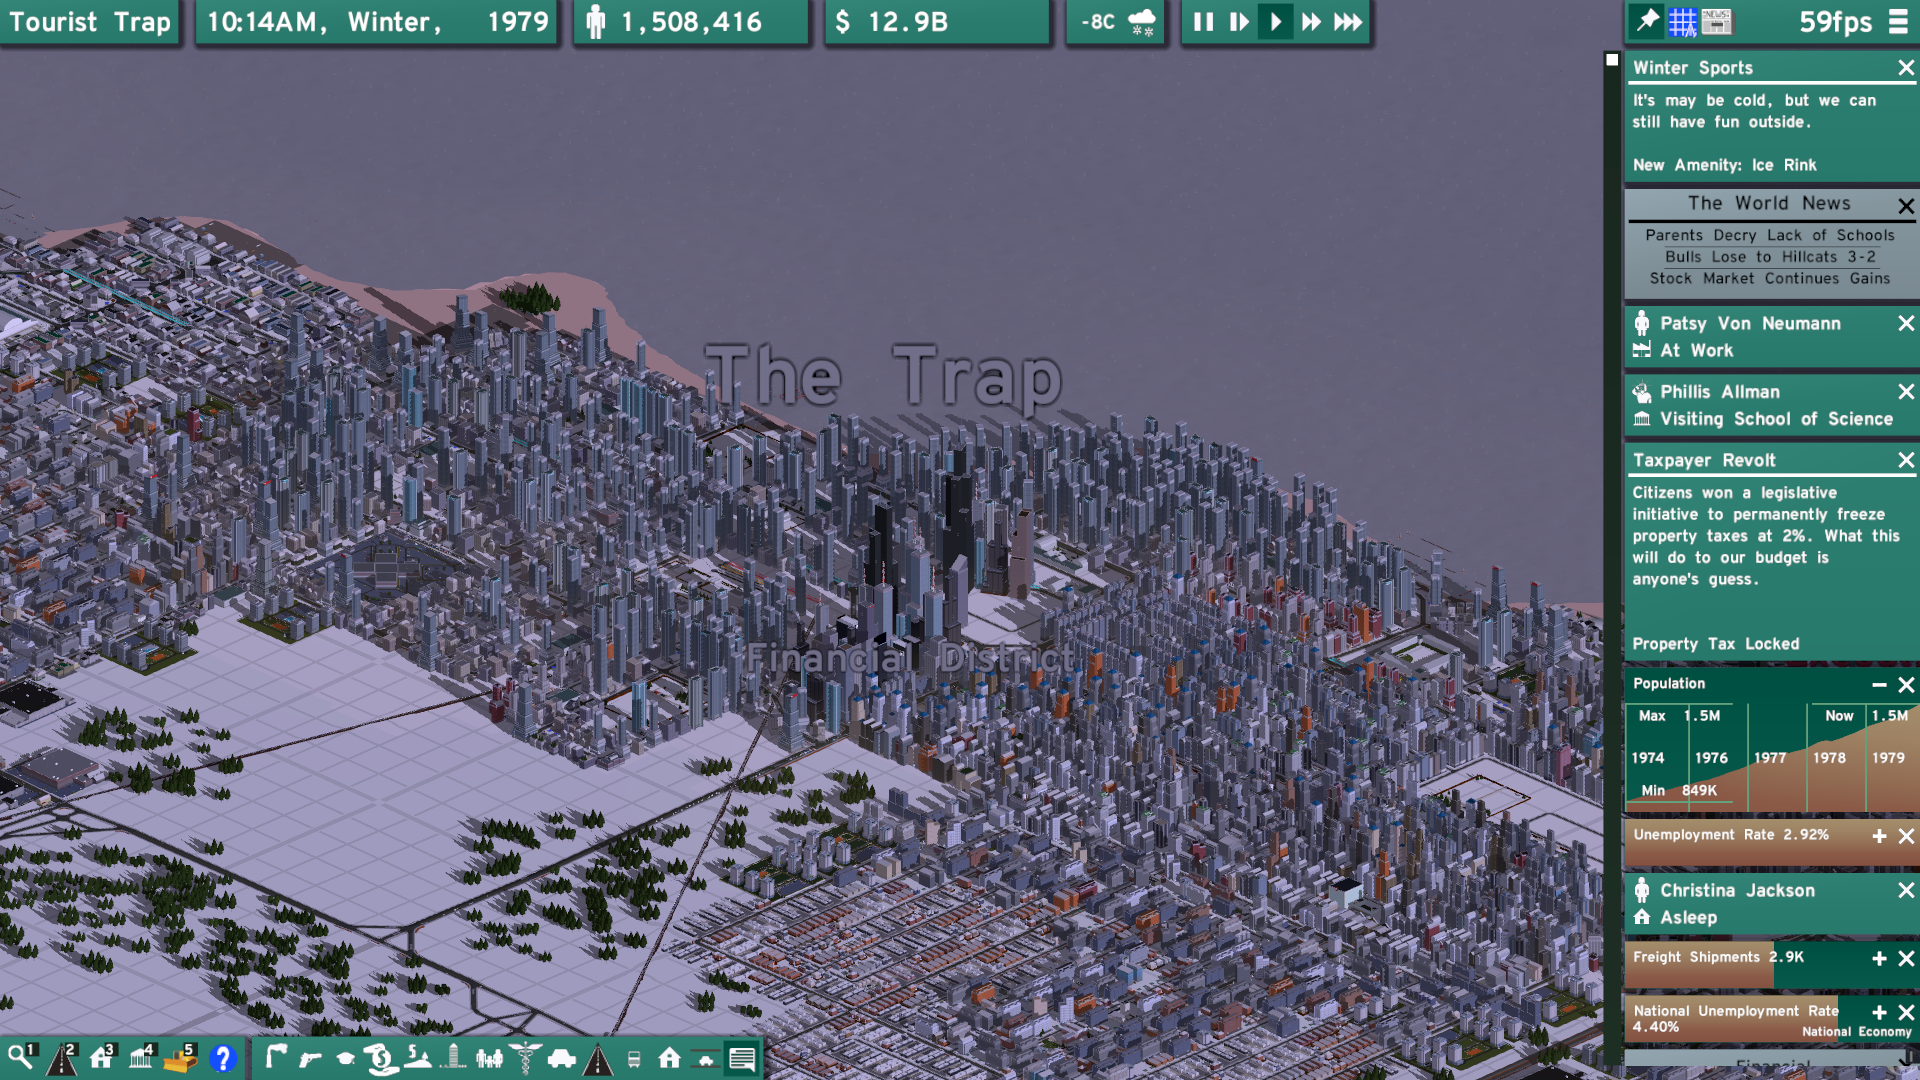 Tourist Trap
10:14AM, Winter, 1979
1,508,416
$ 12.9B
-8C
59fps
Winter Sports
It's may be cold, but we can
still have fun outside.
New Amenity: Ice Rink
The World News
Parents Decry Lack of Schools
Bulls Lose to Hillcats 3-2
Stock Market Continues Gains
Patsy Von Neumann
At Work
Phillis Allman
Visiting School of Science
Taxpayer Revolt
Citizens won a legislative
initiative to permanently freeze
property taxes at 2%. What this
will do to our budget is
anyone's guess.
Property Tax Locked
Population
Max 1.5M Now 1.5M
1974 1976 1977 1978 1979
Min 849K
Unemployment Rate 2.92%
Christina Jackson
Asleep
Freight Shipments 2.9K
National Unemployment Rate
4.40%
National Economy
Financial
The Trap
Financial District
1 2 3 4 5 ?